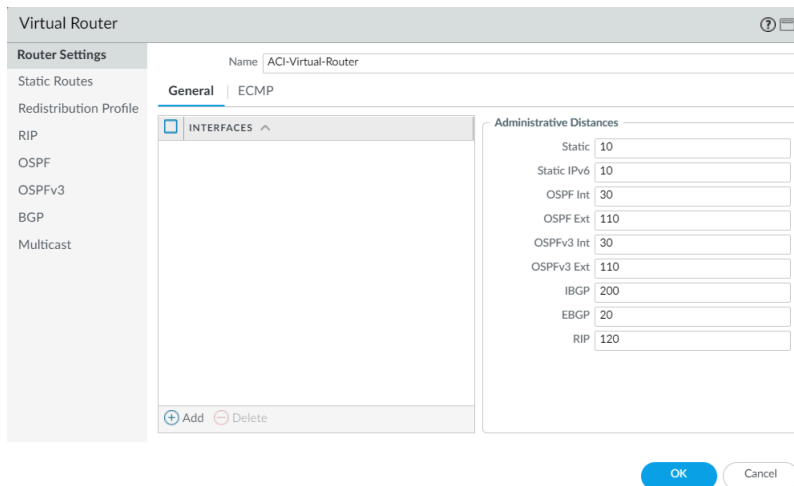 Virtual Router
Router Settings
Static Routes
Redistribution Profile
RIP
OSPF
OSPFv3
BGP
Multicast
Name ACI-Virtual-Router
General ECMP
INTERFACES
Add Delete
Administrative Distances
Static 10
Static IPv6 10
OSPF Int 30
OSPF Ext 110
OSPFv3 Int 30
OSPFv3 Ext 110
IBGP 200
EBGP 20
RIP 120
OK Cancel